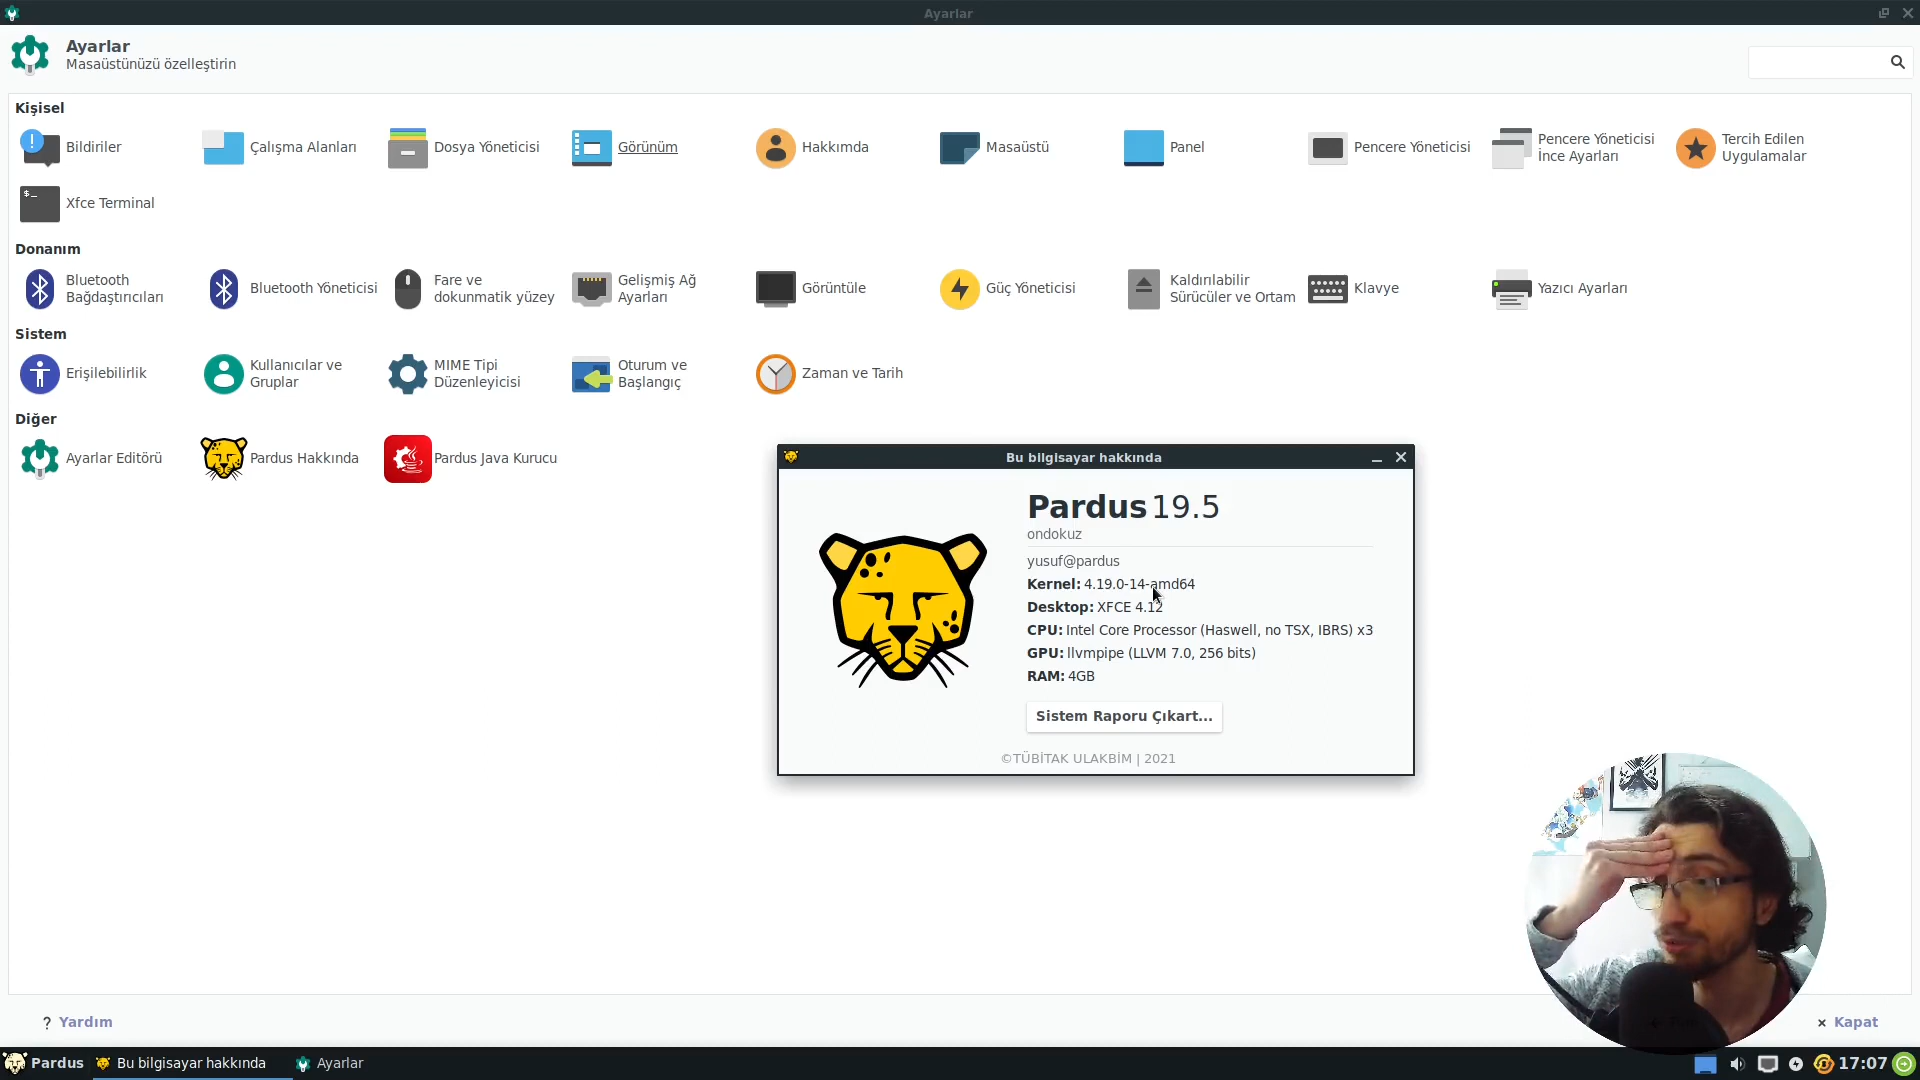 Ayarlar
Ayarlar
Masaüstünüzü özelleştirin
Kişisel
Bildiriler
Çalışma Alanları
Dosya Yöneticisi
Görünüm
Hakkımda
Masaüstü
Panel
Pencere Yöneticisi
Pencere Yöneticisi
İnce Ayarları
Tercih Edilen
Uygulamalar
$_
Xfce Terminal
Donanım
Bluetooth
Bağdaştırıcıları
Bluetooth Yöneticisi
Fare ve
dokunmatik yüzey
Gelişmiş Ağ
Ayarları
Görüntüle
Güç Yöneticisi
Kaldırılabilir
Sürücüler ve Ortam
Klavye
Yazıcı Ayarları
Sistem
Erişilebilirlik
Kullanıcılar ve
Gruplar
MIME Tipi
Düzenleyicisi
Oturum ve
Başlangıç
Zaman ve Tarih
Diğer
Ayarlar Editörü
Pardus Hakkında
Pardus Java Kurucu
Bu bilgisayar hakkında
Pardus 19.5
ondokuz
yusuf@pardus
Kernel: 4.19.0-14-amd64
Desktop: XFCE 4.12
CPU: Intel Core Processor (Haswell, no TSX, IBRS) x3
GPU: llvmpipe (LLVM 7.0, 256 bits)
RAM: 4GB
Sistem Raporu Çıkart...
©TÜBİTAK ULAKBİM | 2021
? Yardım
× Kapat
Pardus
Bu bilgisayar hakkında
Ayarlar
17:07